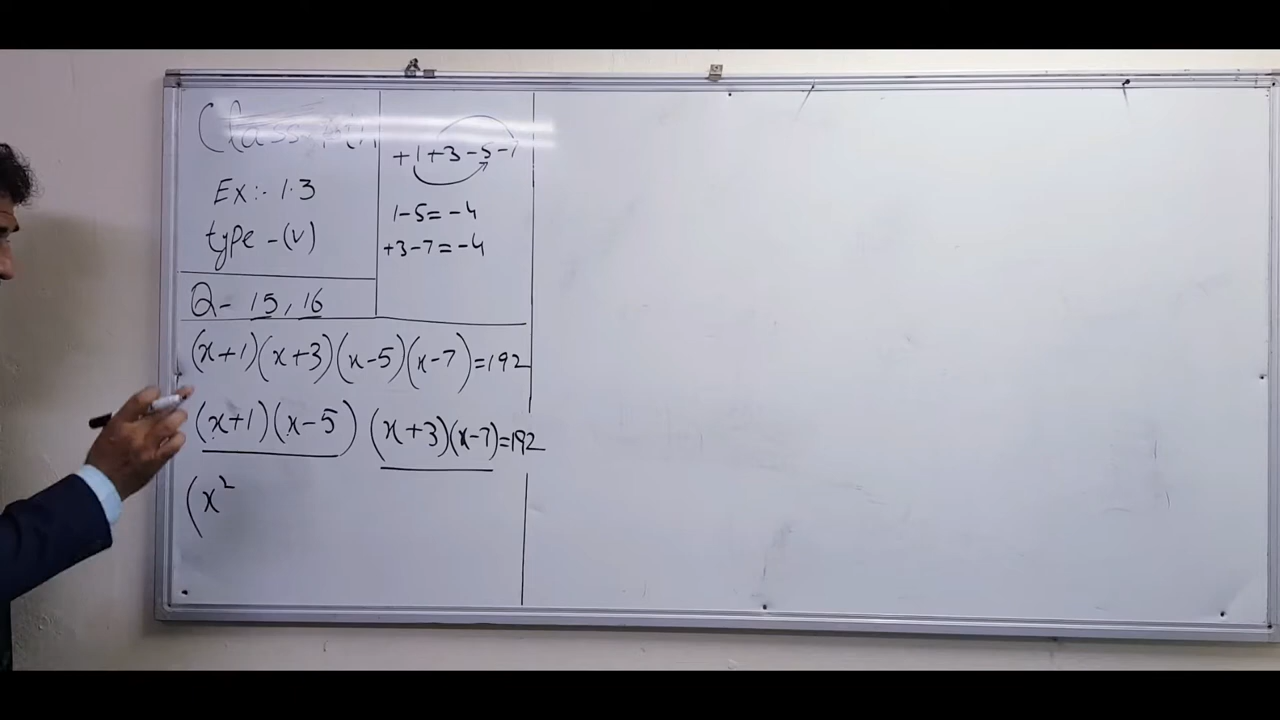 Class
Ex:- 1.3
type -(v)
Q- 15, 16
+1+3-5-7
1-5=-4
+3-7=-4
(x+1)(x+3)(x-5)(x-7)=192
(x+1)(x-5) (x+3)(x-7)=192
(x²